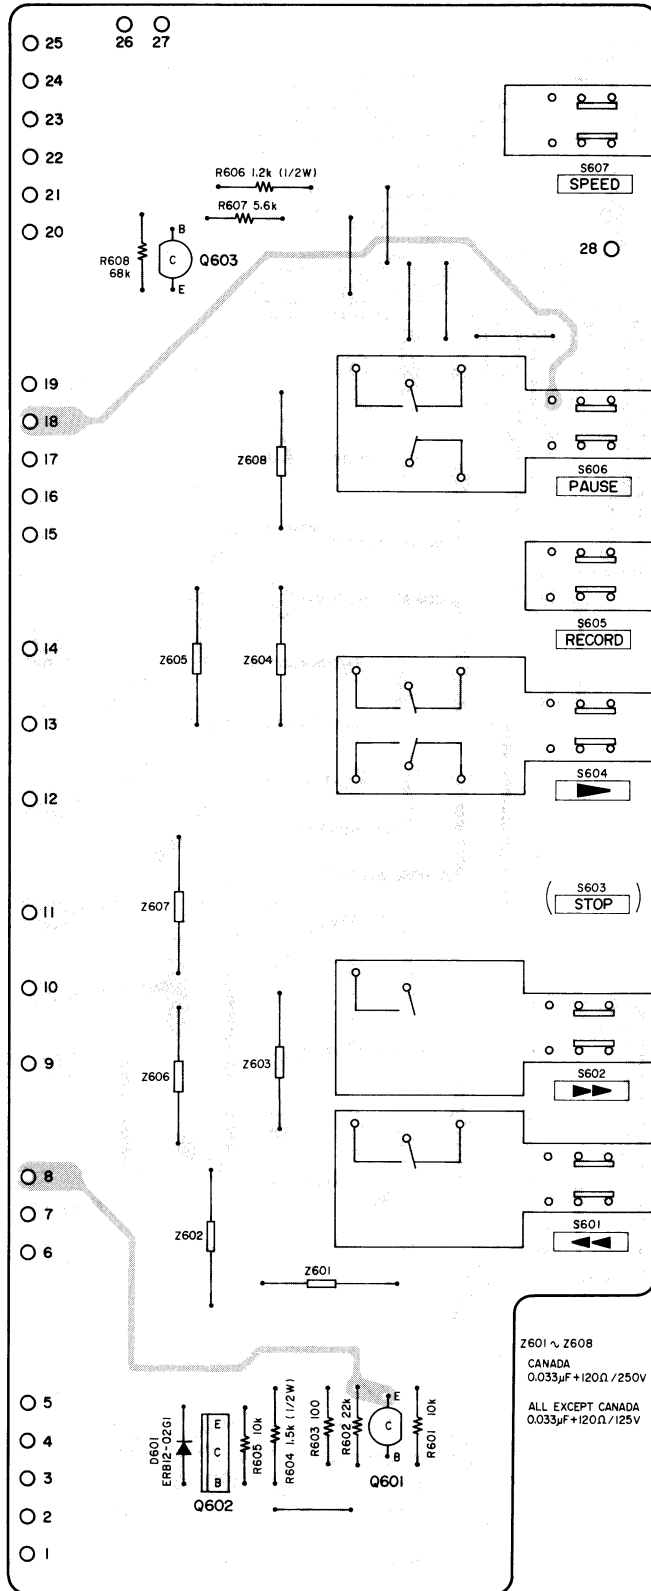 26 27
25
24
23
22
21
20
R606 1.2k (1/2W)
R607 5.6k
R608
68k
B
C
E
Q603
S607
SPEED
28
19
18
17
16
15
Z608
S606
PAUSE
S605
RECORD
14
13
12
Z605
Z604
S604
11
10
9
Z607
S603
( STOP )
Z606
Z603
S602
8
7
6
Z602
Z601
S601
Z601 ~ Z608
CANADA
0.033μF+120Ω/250V
ALL EXCEPT CANADA
0.033μF+120Ω/125V
5
4
3
2
1
D601
ERB12-02G1
E
C
B
Q602
R605 10k
R604 1.5k (1/2W)
R603 100
R602 22k
E
C
B
Q601
R601 10k